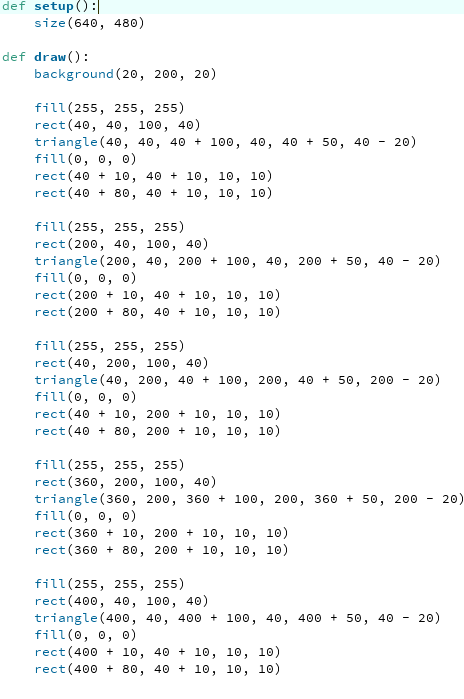 def setup():
    size(640, 480)

def draw():
    background(20, 200, 20)

    fill(255, 255, 255)
    rect(40, 40, 100, 40)
    triangle(40, 40, 40 + 100, 40, 40 + 50, 40 - 20)
    fill(0, 0, 0)
    rect(40 + 10, 40 + 10, 10, 10)
    rect(40 + 80, 40 + 10, 10, 10)

    fill(255, 255, 255)
    rect(200, 40, 100, 40)
    triangle(200, 40, 200 + 100, 40, 200 + 50, 40 - 20)
    fill(0, 0, 0)
    rect(200 + 10, 40 + 10, 10, 10)
    rect(200 + 80, 40 + 10, 10, 10)

    fill(255, 255, 255)
    rect(40, 200, 100, 40)
    triangle(40, 200, 40 + 100, 200, 40 + 50, 200 - 20)
    fill(0, 0, 0)
    rect(40 + 10, 200 + 10, 10, 10)
    rect(40 + 80, 200 + 10, 10, 10)

    fill(255, 255, 255)
    rect(360, 200, 100, 40)
    triangle(360, 200, 360 + 100, 200, 360 + 50, 200 - 20)
    fill(0, 0, 0)
    rect(360 + 10, 200 + 10, 10, 10)
    rect(360 + 80, 200 + 10, 10, 10)

    fill(255, 255, 255)
    rect(400, 40, 100, 40)
    triangle(400, 40, 400 + 100, 40, 400 + 50, 40 - 20)
    fill(0, 0, 0)
    rect(400 + 10, 40 + 10, 10, 10)
    rect(400 + 80, 40 + 10, 10, 10)